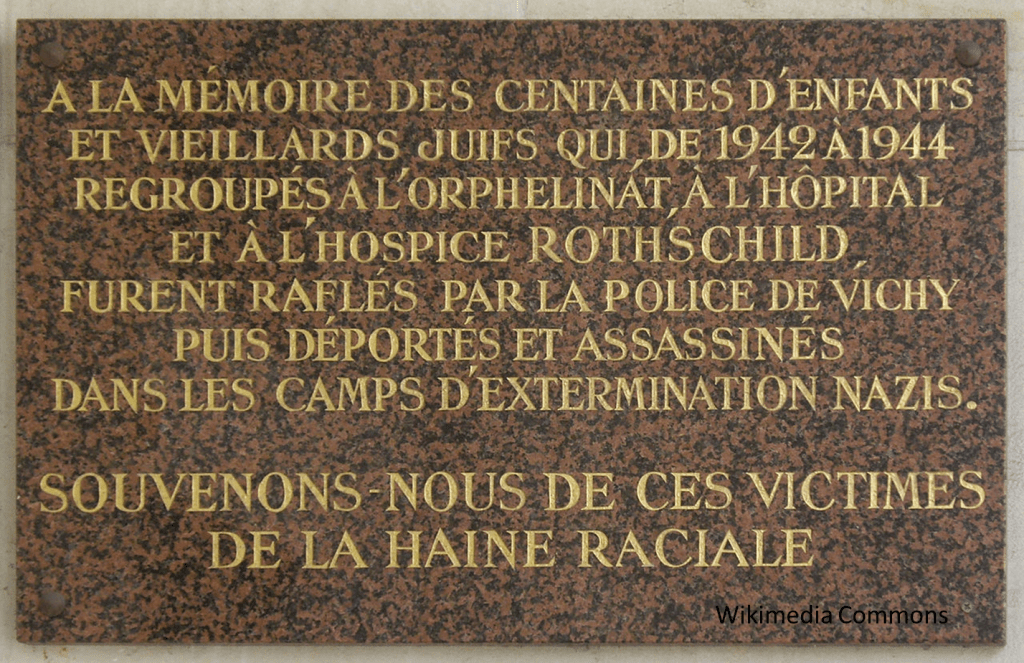 A LA MÉMOIRE DES CENTAINES D'ENFANTS
ET VIEILLARDS JUIFS QUI, DE 1942 À 1944
REGROUPÉS À L'ORPHELINAT, À L'HÔPITAL
ET À L'HOSPICE ROTHSCHILD
FURENT RAFLÉS PAR LA POLICE DE VICHY
PUIS DÉPORTÉS ET ASSASSINÉS
DANS LES CAMPS D'EXTERMINATION NAZIS.
SOUVENONS-NOUS DE CES VICTIMES
DE LA HAINE RACIALE
Wikimedia Commons